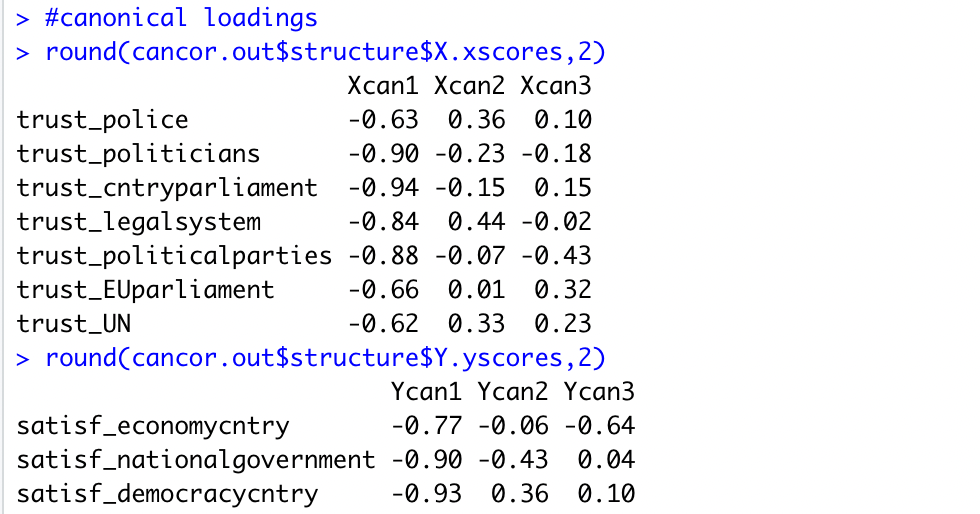 > #canonical loadings
> round(cancor.out$structure$X.xscores,2)
                     Xcan1 Xcan2 Xcan3
trust_police         -0.63  0.36  0.10
trust_politicians    -0.90 -0.23 -0.18
trust_cntryparliament -0.94 -0.15  0.15
trust_legalsystem    -0.84  0.44 -0.02
trust_politicalparties -0.88 -0.07 -0.43
trust_EUparliament   -0.66  0.01  0.32
trust_UN             -0.62  0.33  0.23
> round(cancor.out$structure$Y.yscores,2)
                        Ycan1 Ycan2 Ycan3
satisf_economycntry     -0.77 -0.06 -0.64
satisf_nationalgovernment -0.90 -0.43  0.04
satisf_democracycntry   -0.93  0.36  0.10